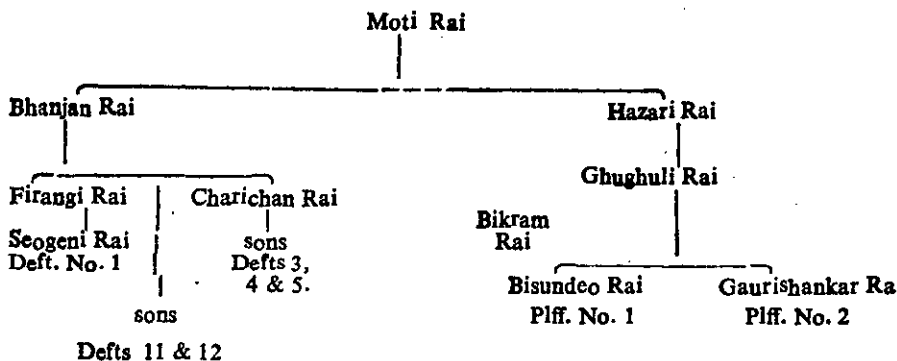 Moti Rai
Bhanjan Rai Hazari Rai
Ghughuli Rai
Firangi Rai Charichan Rai
Bikram
Rai
Seogeni Rai sons
Deft. No. 1 Defts 3,
4 & 5.
Bisundeo Rai Gaurishankar Ra
Plff. No. 1 Plff. No. 2
sons
Defts 11 & 12